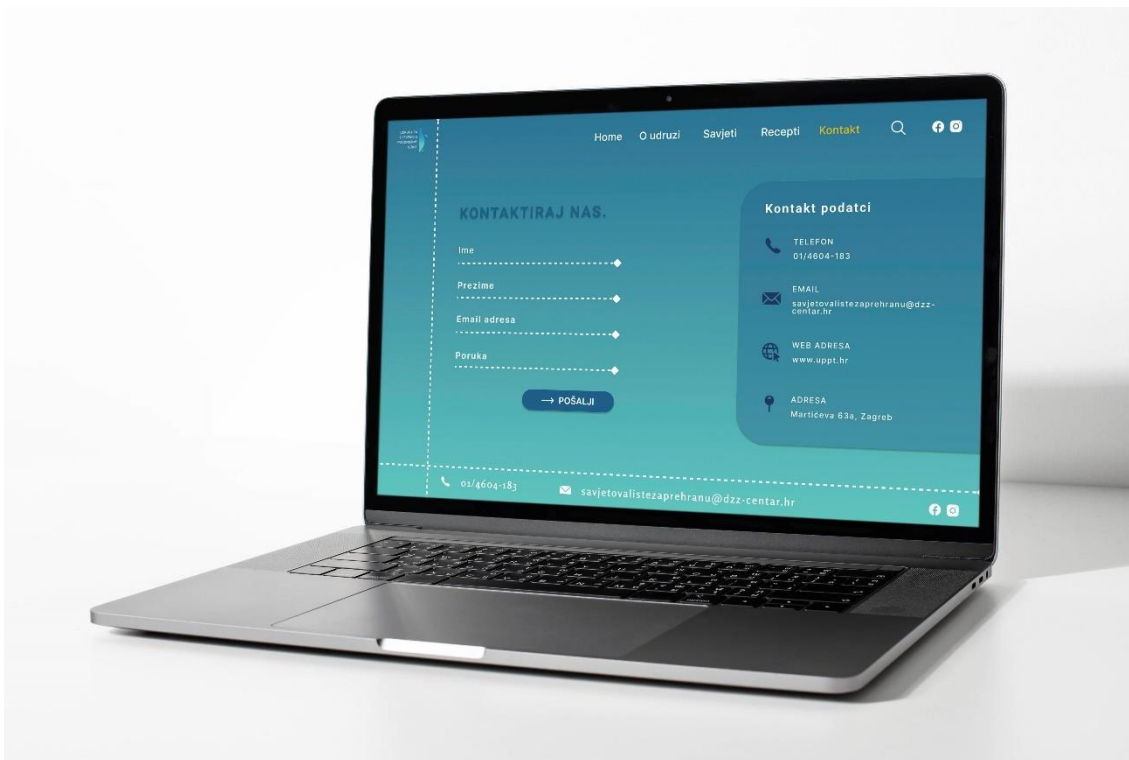 Home O udruzi Savjeti Recepti Kontakt
KONTAKTIRAJ NAS.
Ime
Prezime
Email adresa
Poruka
→ POŠALJI
Kontakt podatci
TELEFON
01/4604-183
EMAIL
savjetovalistezaprehranu@dzz-
centar.hr
WEB ADRESA
www.uppt.hr
ADRESA
Martićeva 63a, Zagreb
01/4604-183 savjetovalistezaprehranu@dzz-centar.hr